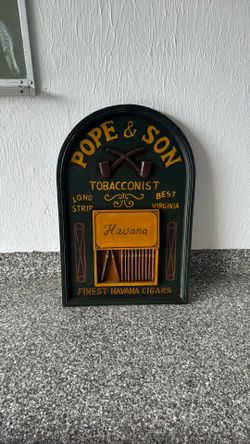 POPE & SON
TOBACCONIST
LONG BEST
STRIP VIRGINIA
Havana
FINEST HAVANA CIGARS